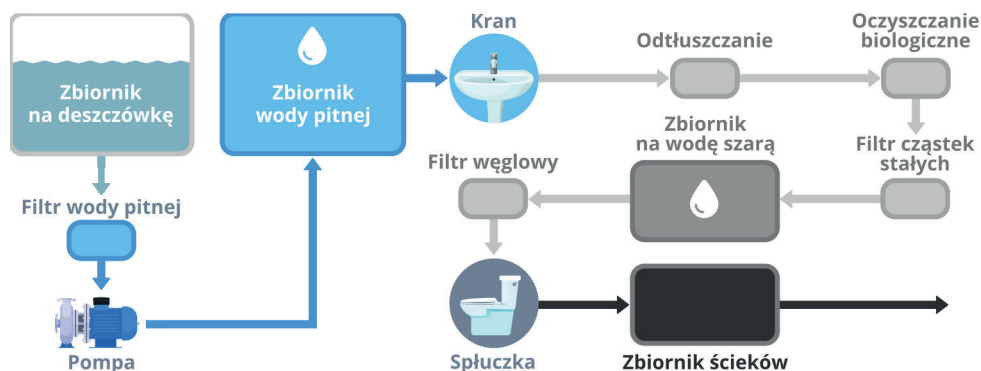 Zbiornik
na deszczówkę
Filtr wody pitnej
Pompa
Zbiornik
wody pitnej
Kran
Odtłuszczanie
Oczyszczanie
biologiczne
Filtr cząstek
stałych
Zbiornik
na wodę szarą
Filtr węglowy
Spłuczka
Zbiornik ścieków